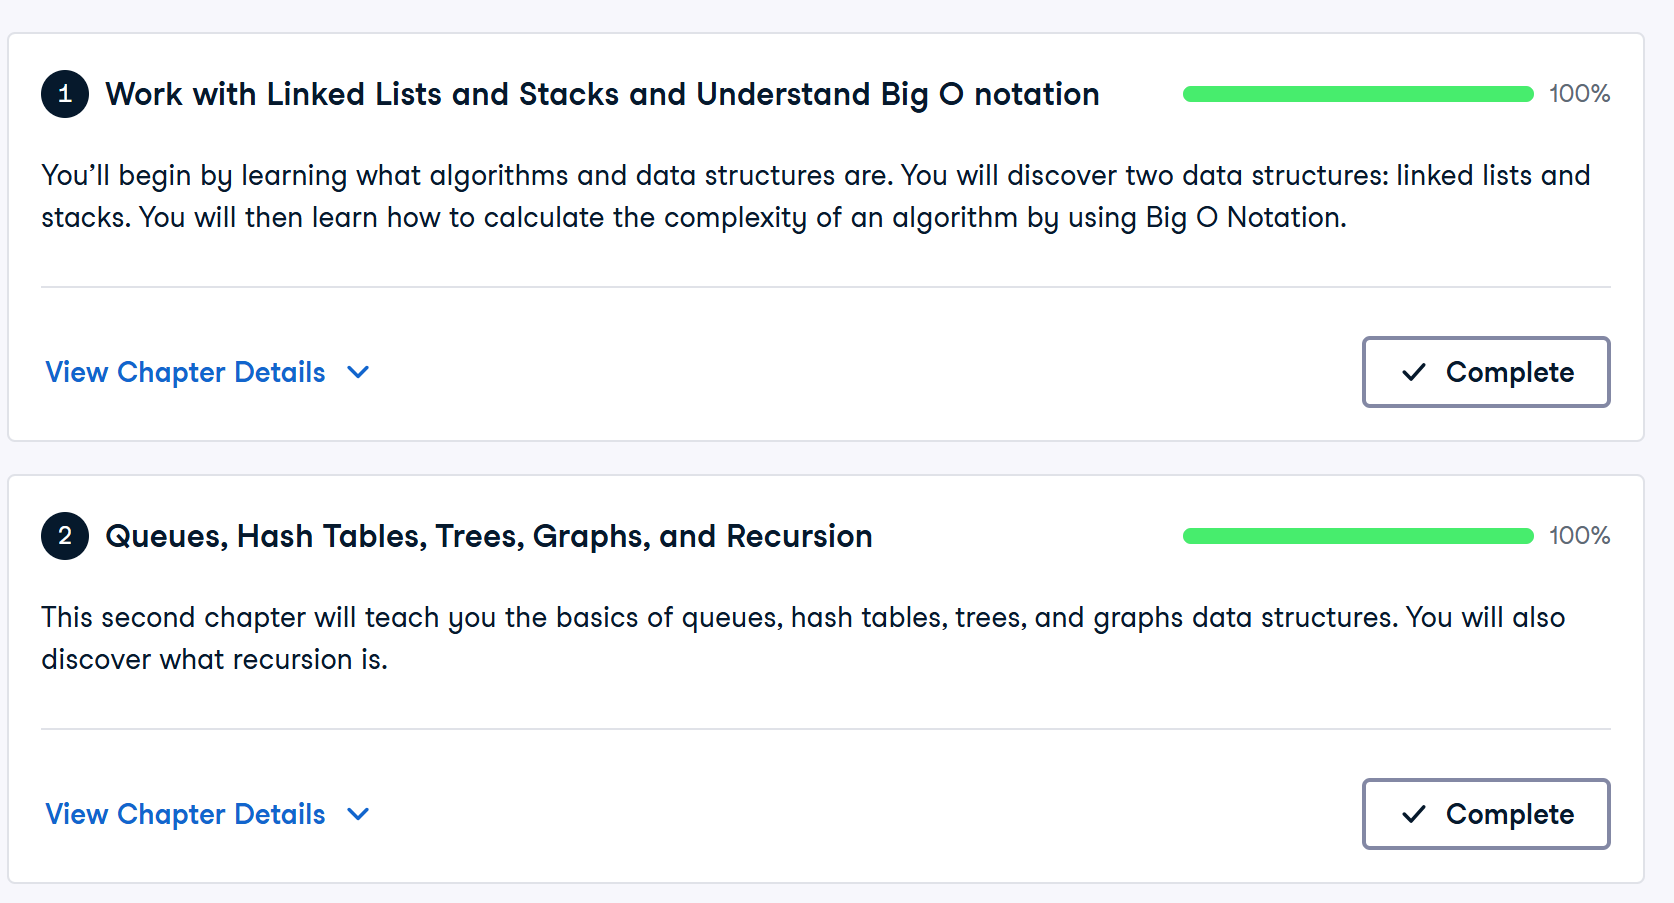 1 Work with Linked Lists and Stacks and Understand Big O notation 100%
You’ll begin by learning what algorithms and data structures are. You will discover two data structures: linked lists and
stacks. You will then learn how to calculate the complexity of an algorithm by using Big O Notation.
View Chapter Details Complete
2 Queues, Hash Tables, Trees, Graphs, and Recursion 100%
This second chapter will teach you the basics of queues, hash tables, trees, and graphs data structures. You will also
discover what recursion is.
View Chapter Details Complete